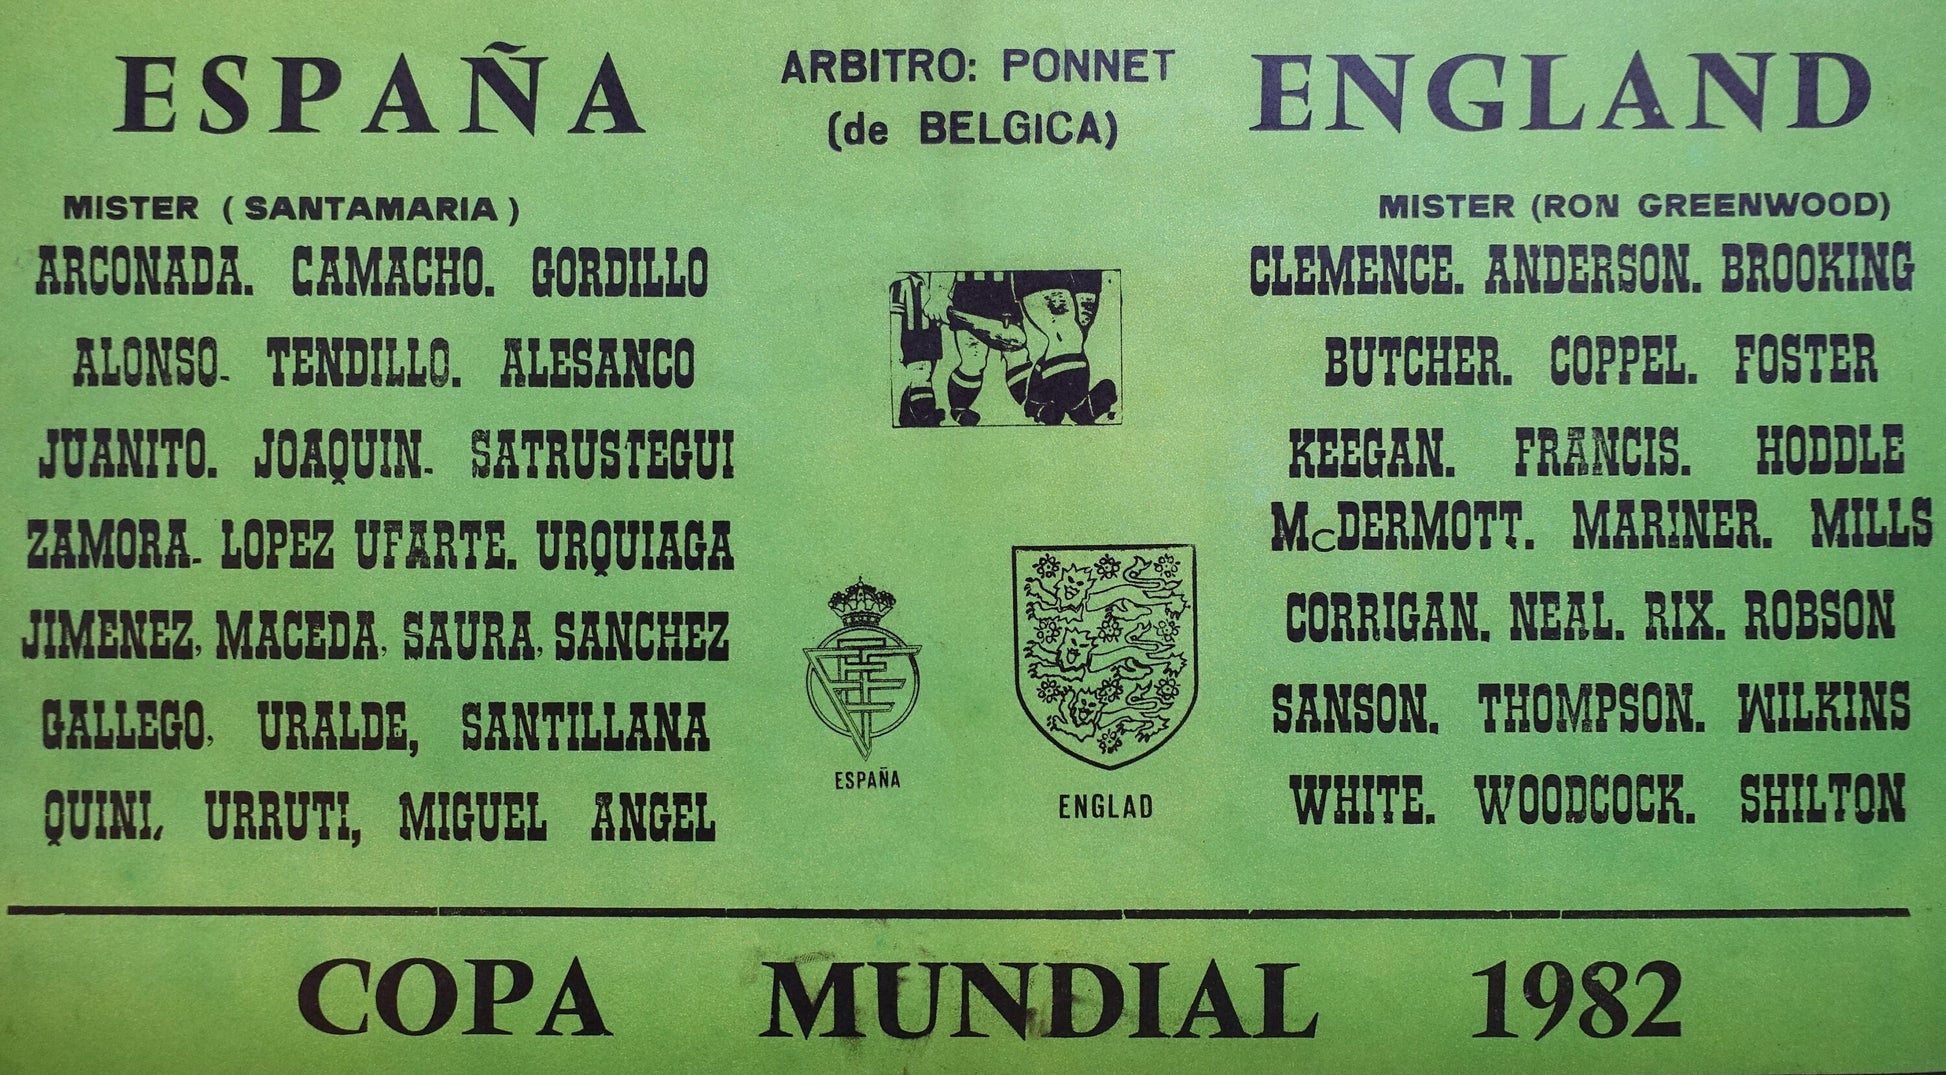 ESPAÑA
MISTER ( SANTAMARIA )
ARCONADA. CAMACHO. GORDILLO
ALONSO. TENDILLO. ALESANCO
JUANITO. JOAQUIN. SATRUSTEGUI
ZAMORA. LOPEZ UFARTE. URQUIAGA
JIMENEZ, MACEDA, SAURA, SANCHEZ
GALLEGO, URALDE, SANTILLANA
QUINI, URRUTI, MIGUEL ANGEL
ARBITRO: PONNET
(de BELGICA)
ESPAÑA
ENGLAD
ENGLAND
MISTER (RON GREENWOOD)
CLEMENCE. ANDERSON. BROOKING
BUTCHER. COPPEL. FOSTER
KEEGAN. FRANCIS. HODDLE
McDERMOTT. MARINER. MILLS
CORRIGAN. NEAL. RIX. ROBSON
SANSON. THOMPSON. WILKINS
WHITE. WOODCOCK. SHILTON
COPA MUNDIAL 1982